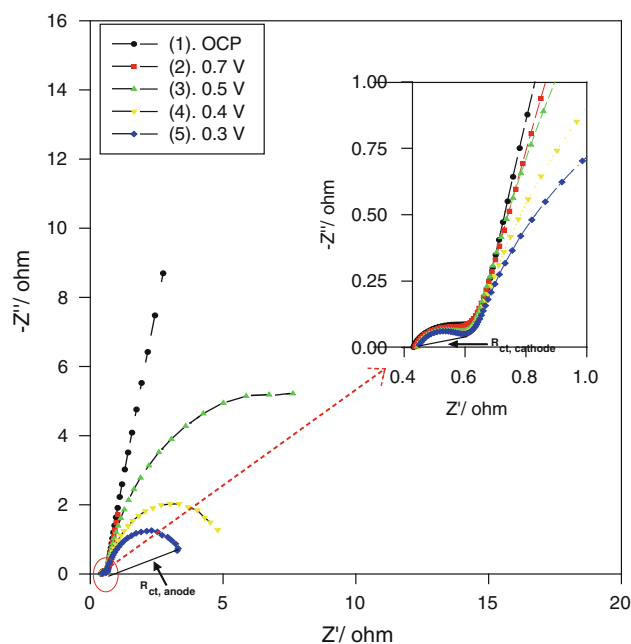 16
14
12
10
8
6
4
2
0
-Z''/ ohm
(1). OCP
(2). 0.7 V
(3). 0.5 V
(4). 0.4 V
(5). 0.3 V
1.00
0.75
0.50
0.25
0.00
-Z''/ ohm
R ct, cathode
0.4 0.6 0.8 1.0
Z'/ ohm
R ct, anode
0 5 10 15 20
Z'/ ohm